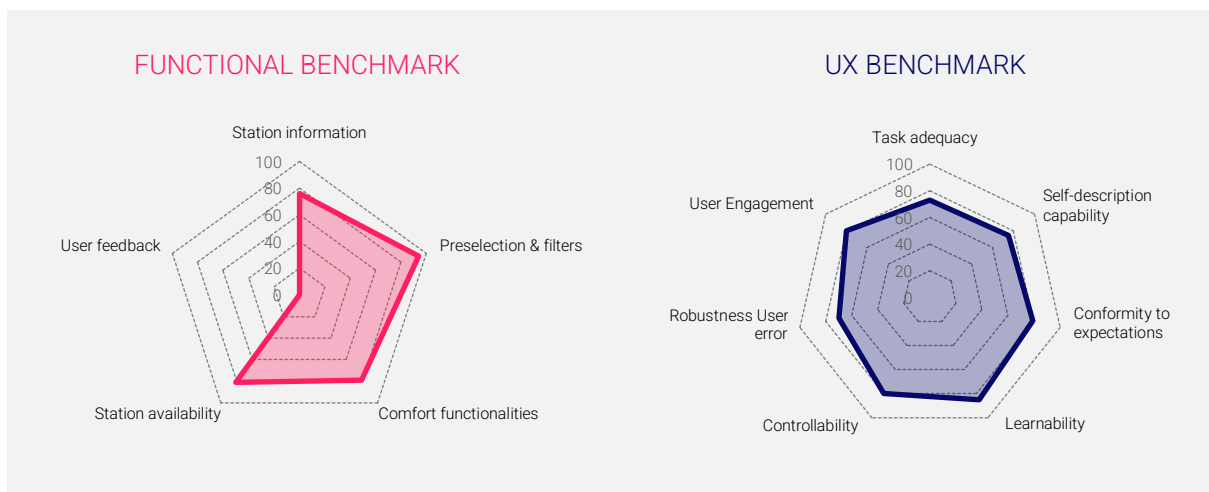 FUNCTIONAL BENCHMARK
Station information
100
80
60
40
20
0
User feedback
Preselection & filters
Station availability
Comfort functionalities
UX BENCHMARK
Task adequacy
100
80
60
40
20
0
User Engagement
Self-description
capability
Robustness User
error
Conformity to
expectations
Controllability
Learnability